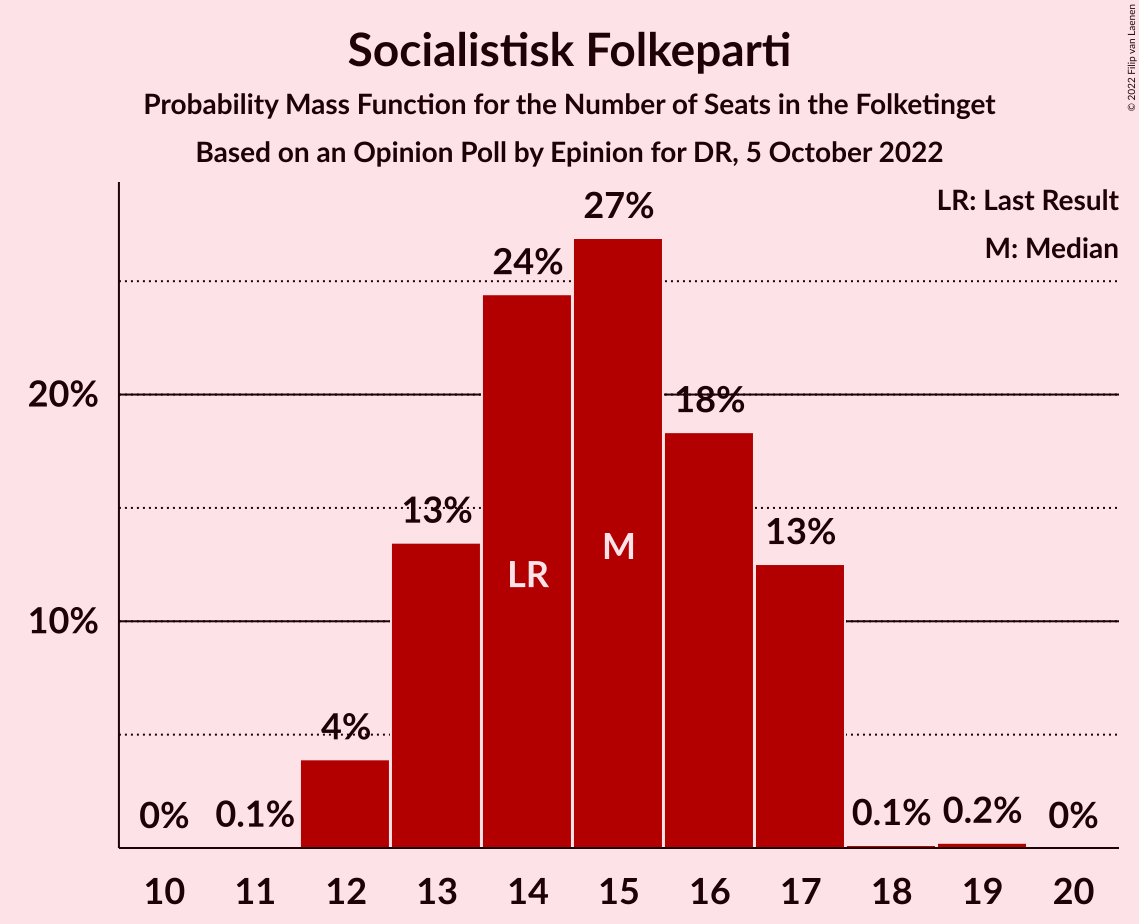 Socialistisk Folkeparti
Probability Mass Function for the Number of Seats in the Folketinget
Based on an Opinion Poll by Epinion for DR, 5 October 2022
© 2022 Filip van Laenen
LR: Last Result
M: Median
20%
10%
0%
0.1%
4%
13%
24%
27%
18%
13%
0.1%
0.2%
0%
LR
M
10 11 12 13 14 15 16 17 18 19 20